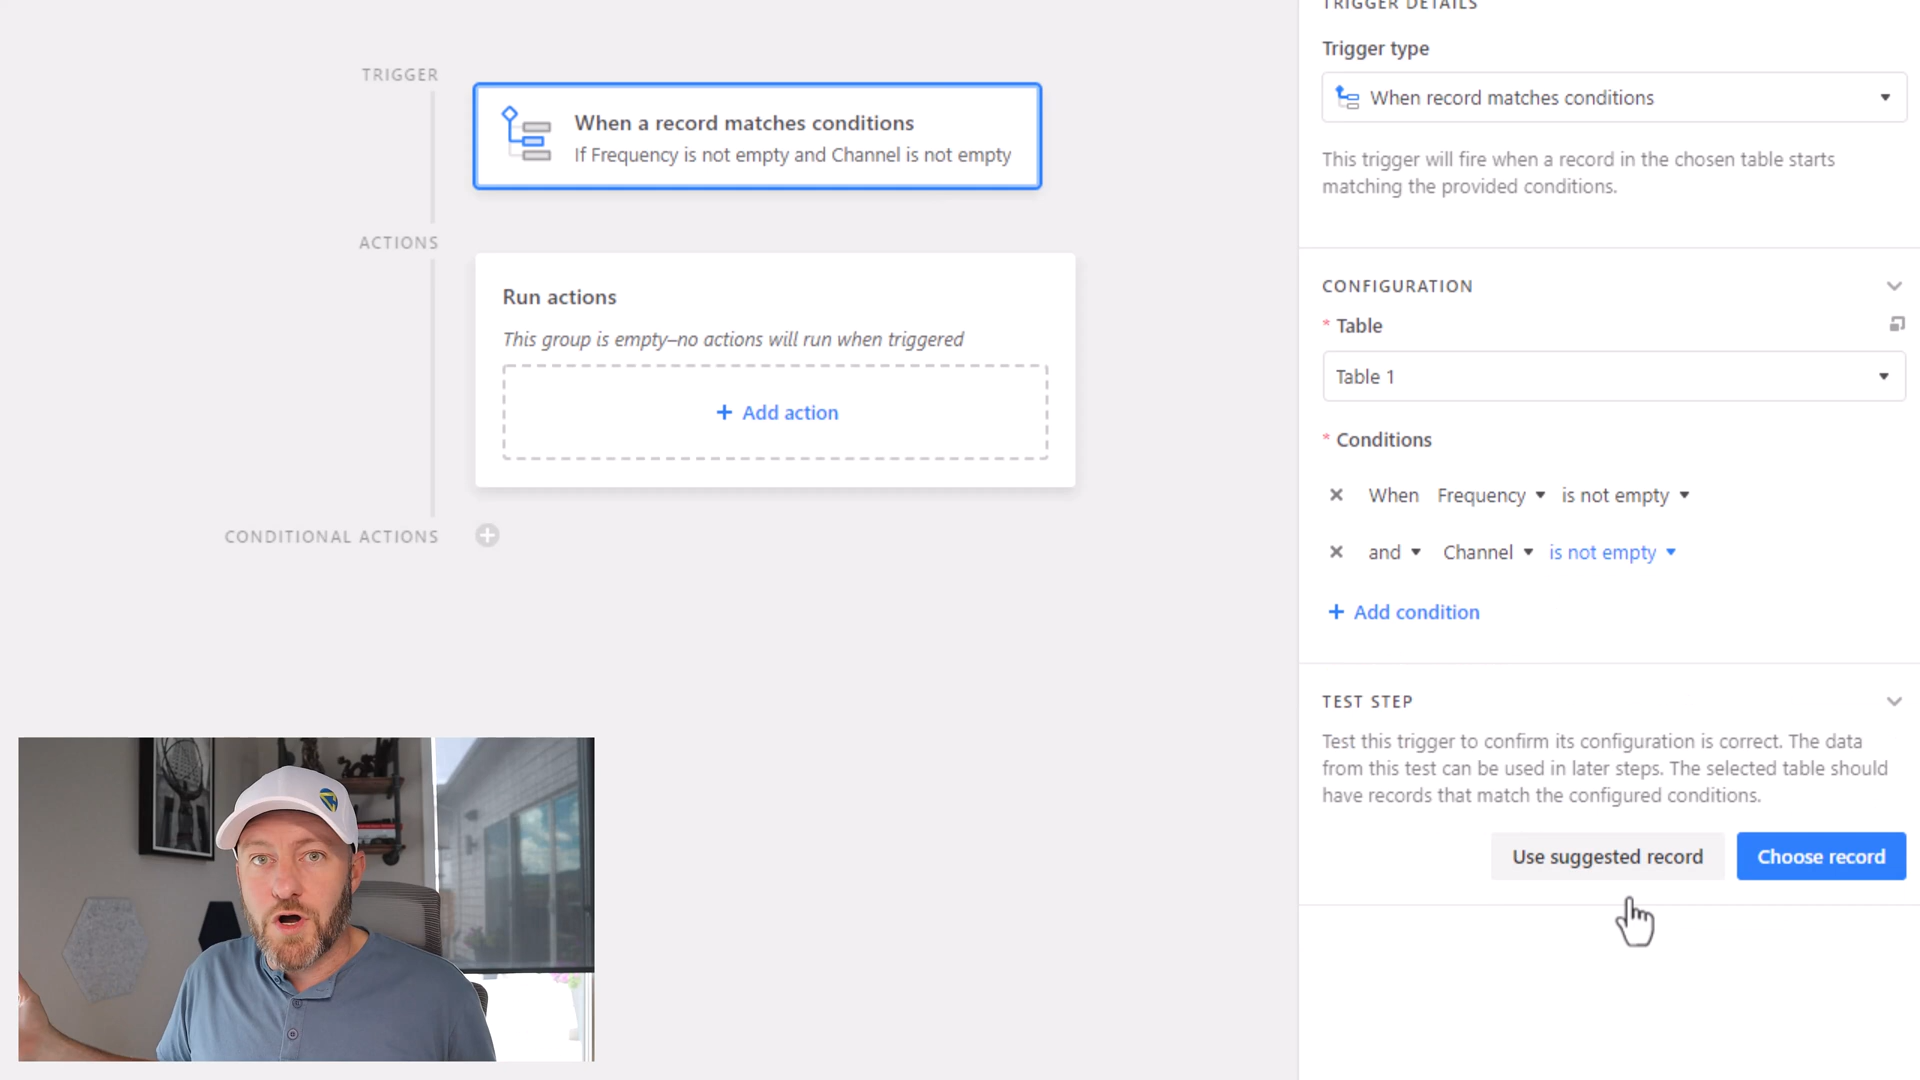 TRIGGER
When a record matches conditions
If Frequency is not empty and Channel is not empty
ACTIONS
Run actions
This group is empty–no actions will run when triggered
+ Add action
CONDITIONAL ACTIONS
TRIGGER DETAILS
Trigger type
When record matches conditions
This trigger will fire when a record in the chosen table starts
matching the provided conditions.
CONFIGURATION
* Table
Table 1
* Conditions
When Frequency is not empty
and Channel is not empty
+ Add condition
TEST STEP
Test this trigger to confirm its configuration is correct. The data
from this test can be used in later steps. The selected table should
have records that match the configured conditions.
Use suggested record
Choose record